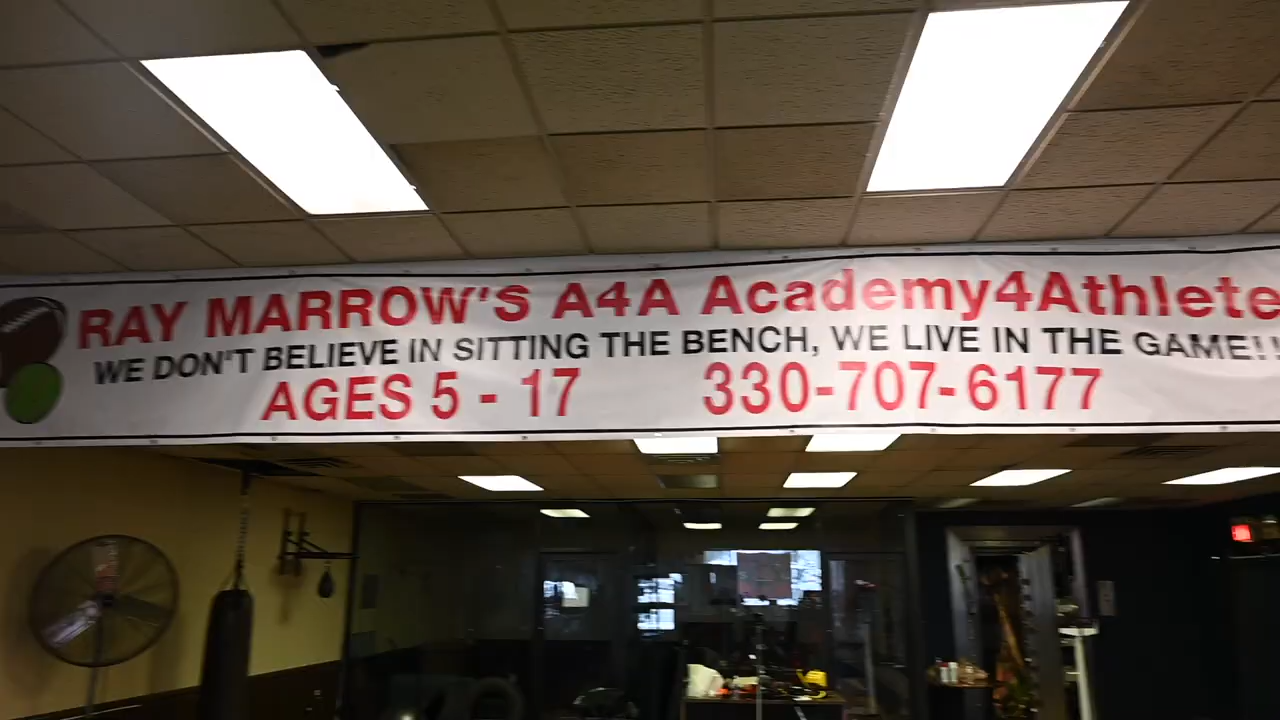 RAY MARROW'S A4A Academy4Athlete
WE DON'T BELIEVE IN SITTING THE BENCH, WE LIVE IN THE GAME!!
AGES 5 - 17 330-707-6177